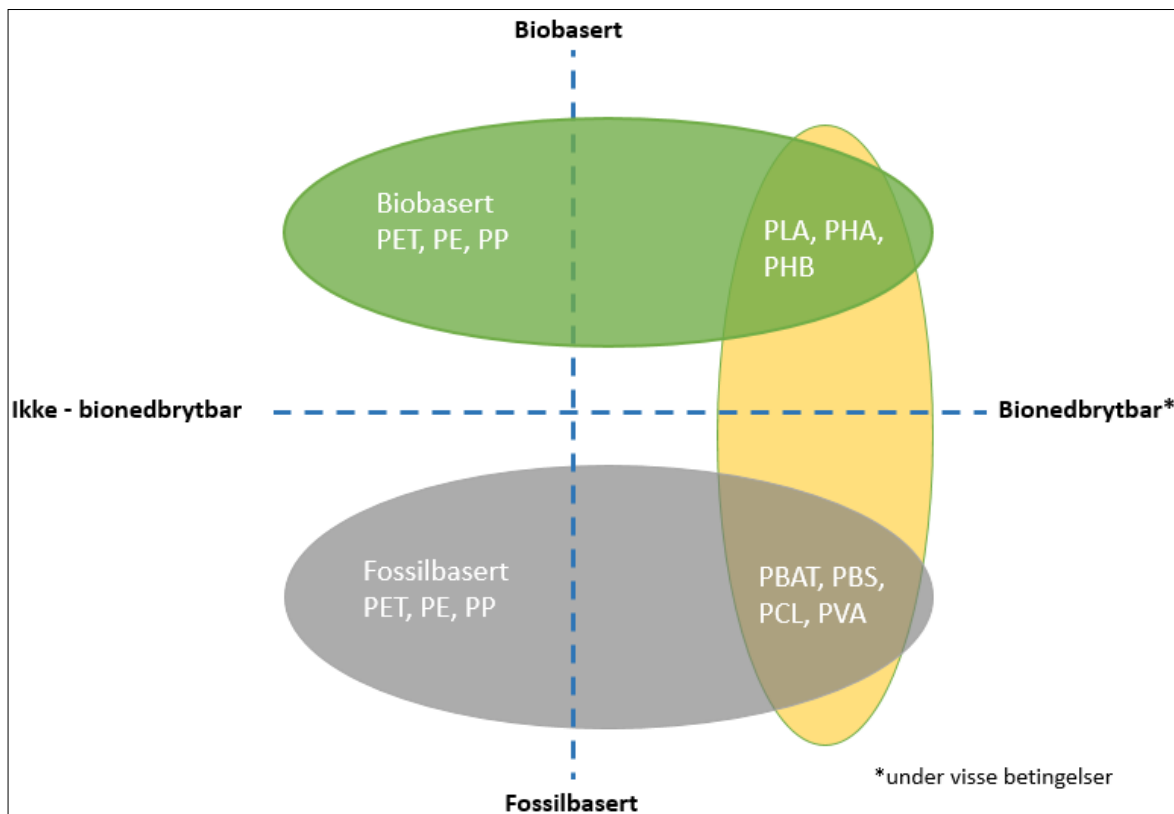 Biobasert
Biobasert
PET, PE, PP
PLA, PHA,
PHB
Ikke - bionedbrytbar
Bionedbrytbar*
Fossilbasert
PET, PE, PP
PBAT, PBS,
PCL, PVA
*under visse betingelser
Fossilbasert